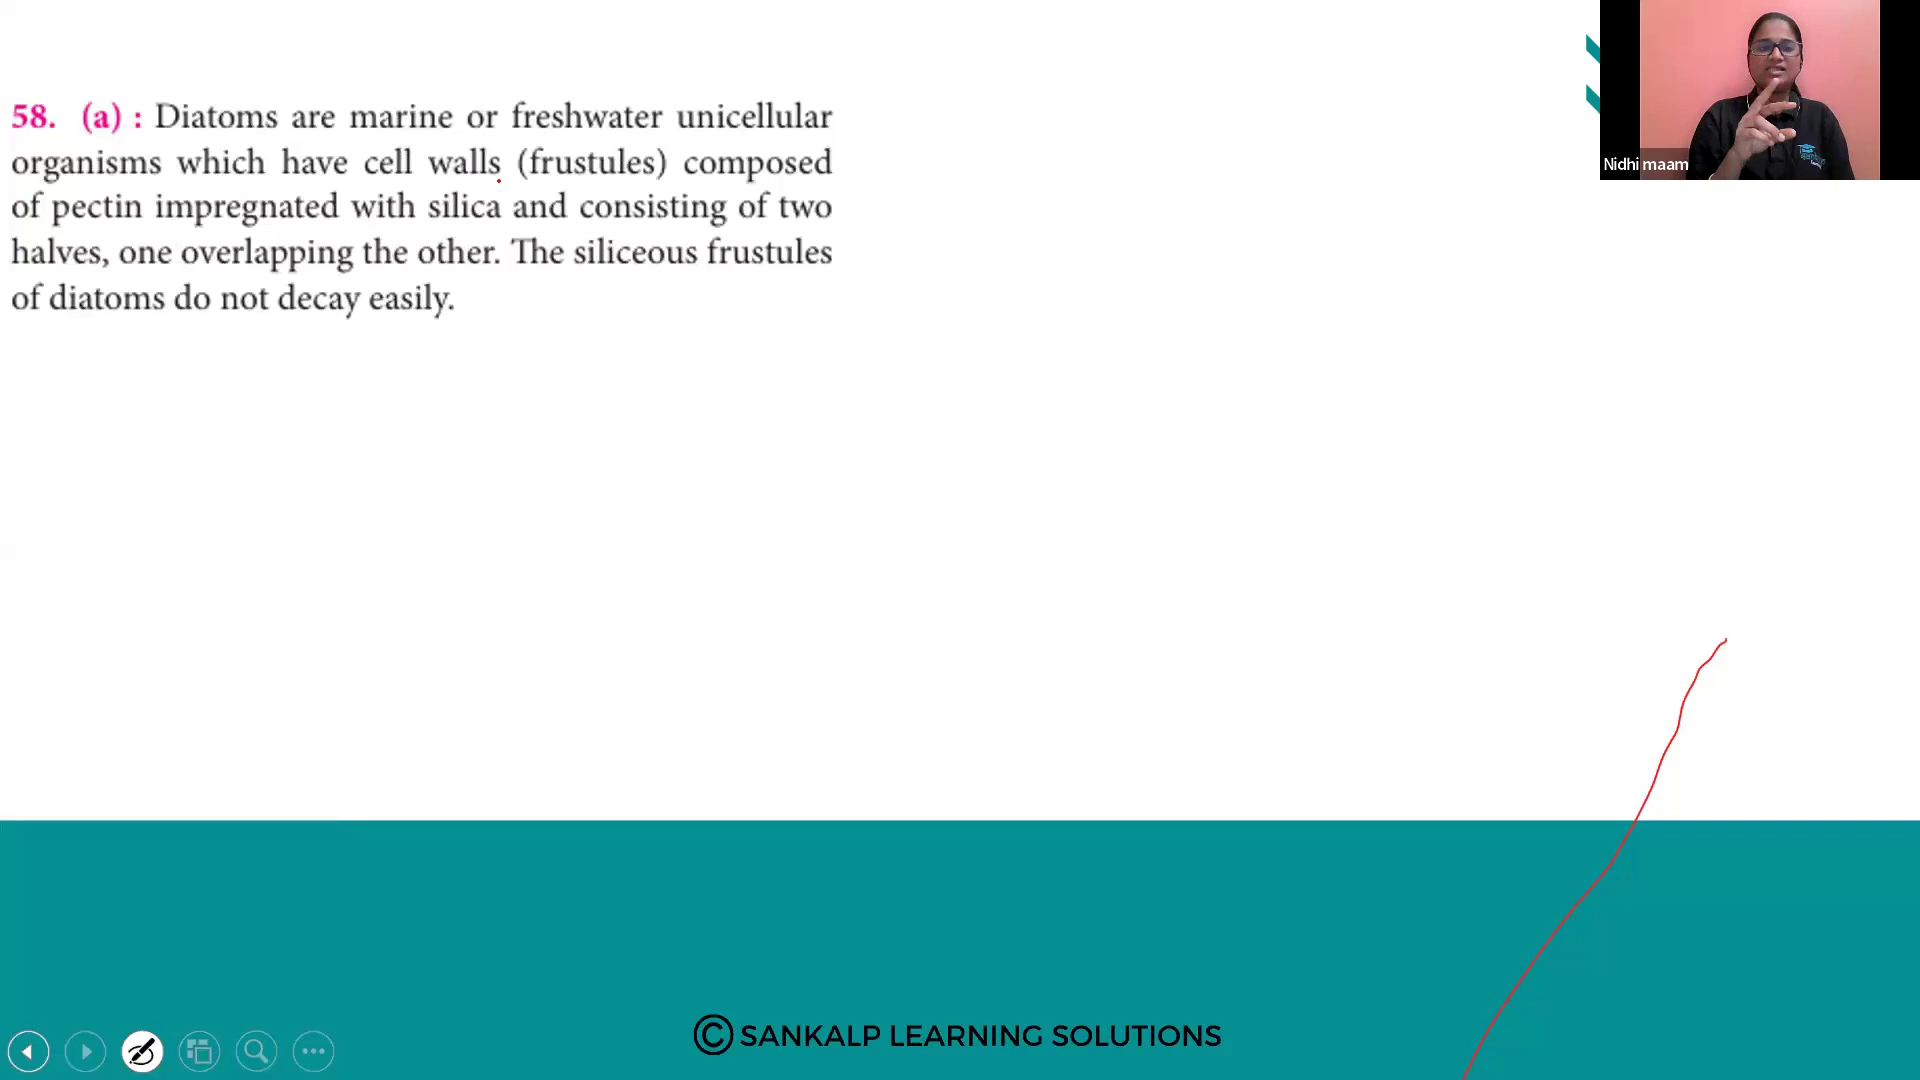 58. (a) : Diatoms are marine or freshwater unicellular
organisms which have cell walls (frustules) composed
of pectin impregnated with silica and consisting of two
halves, one overlapping the other. The siliceous frustules
of diatoms do not decay easily.
Nidhi maam
© SANKALP LEARNING SOLUTIONS